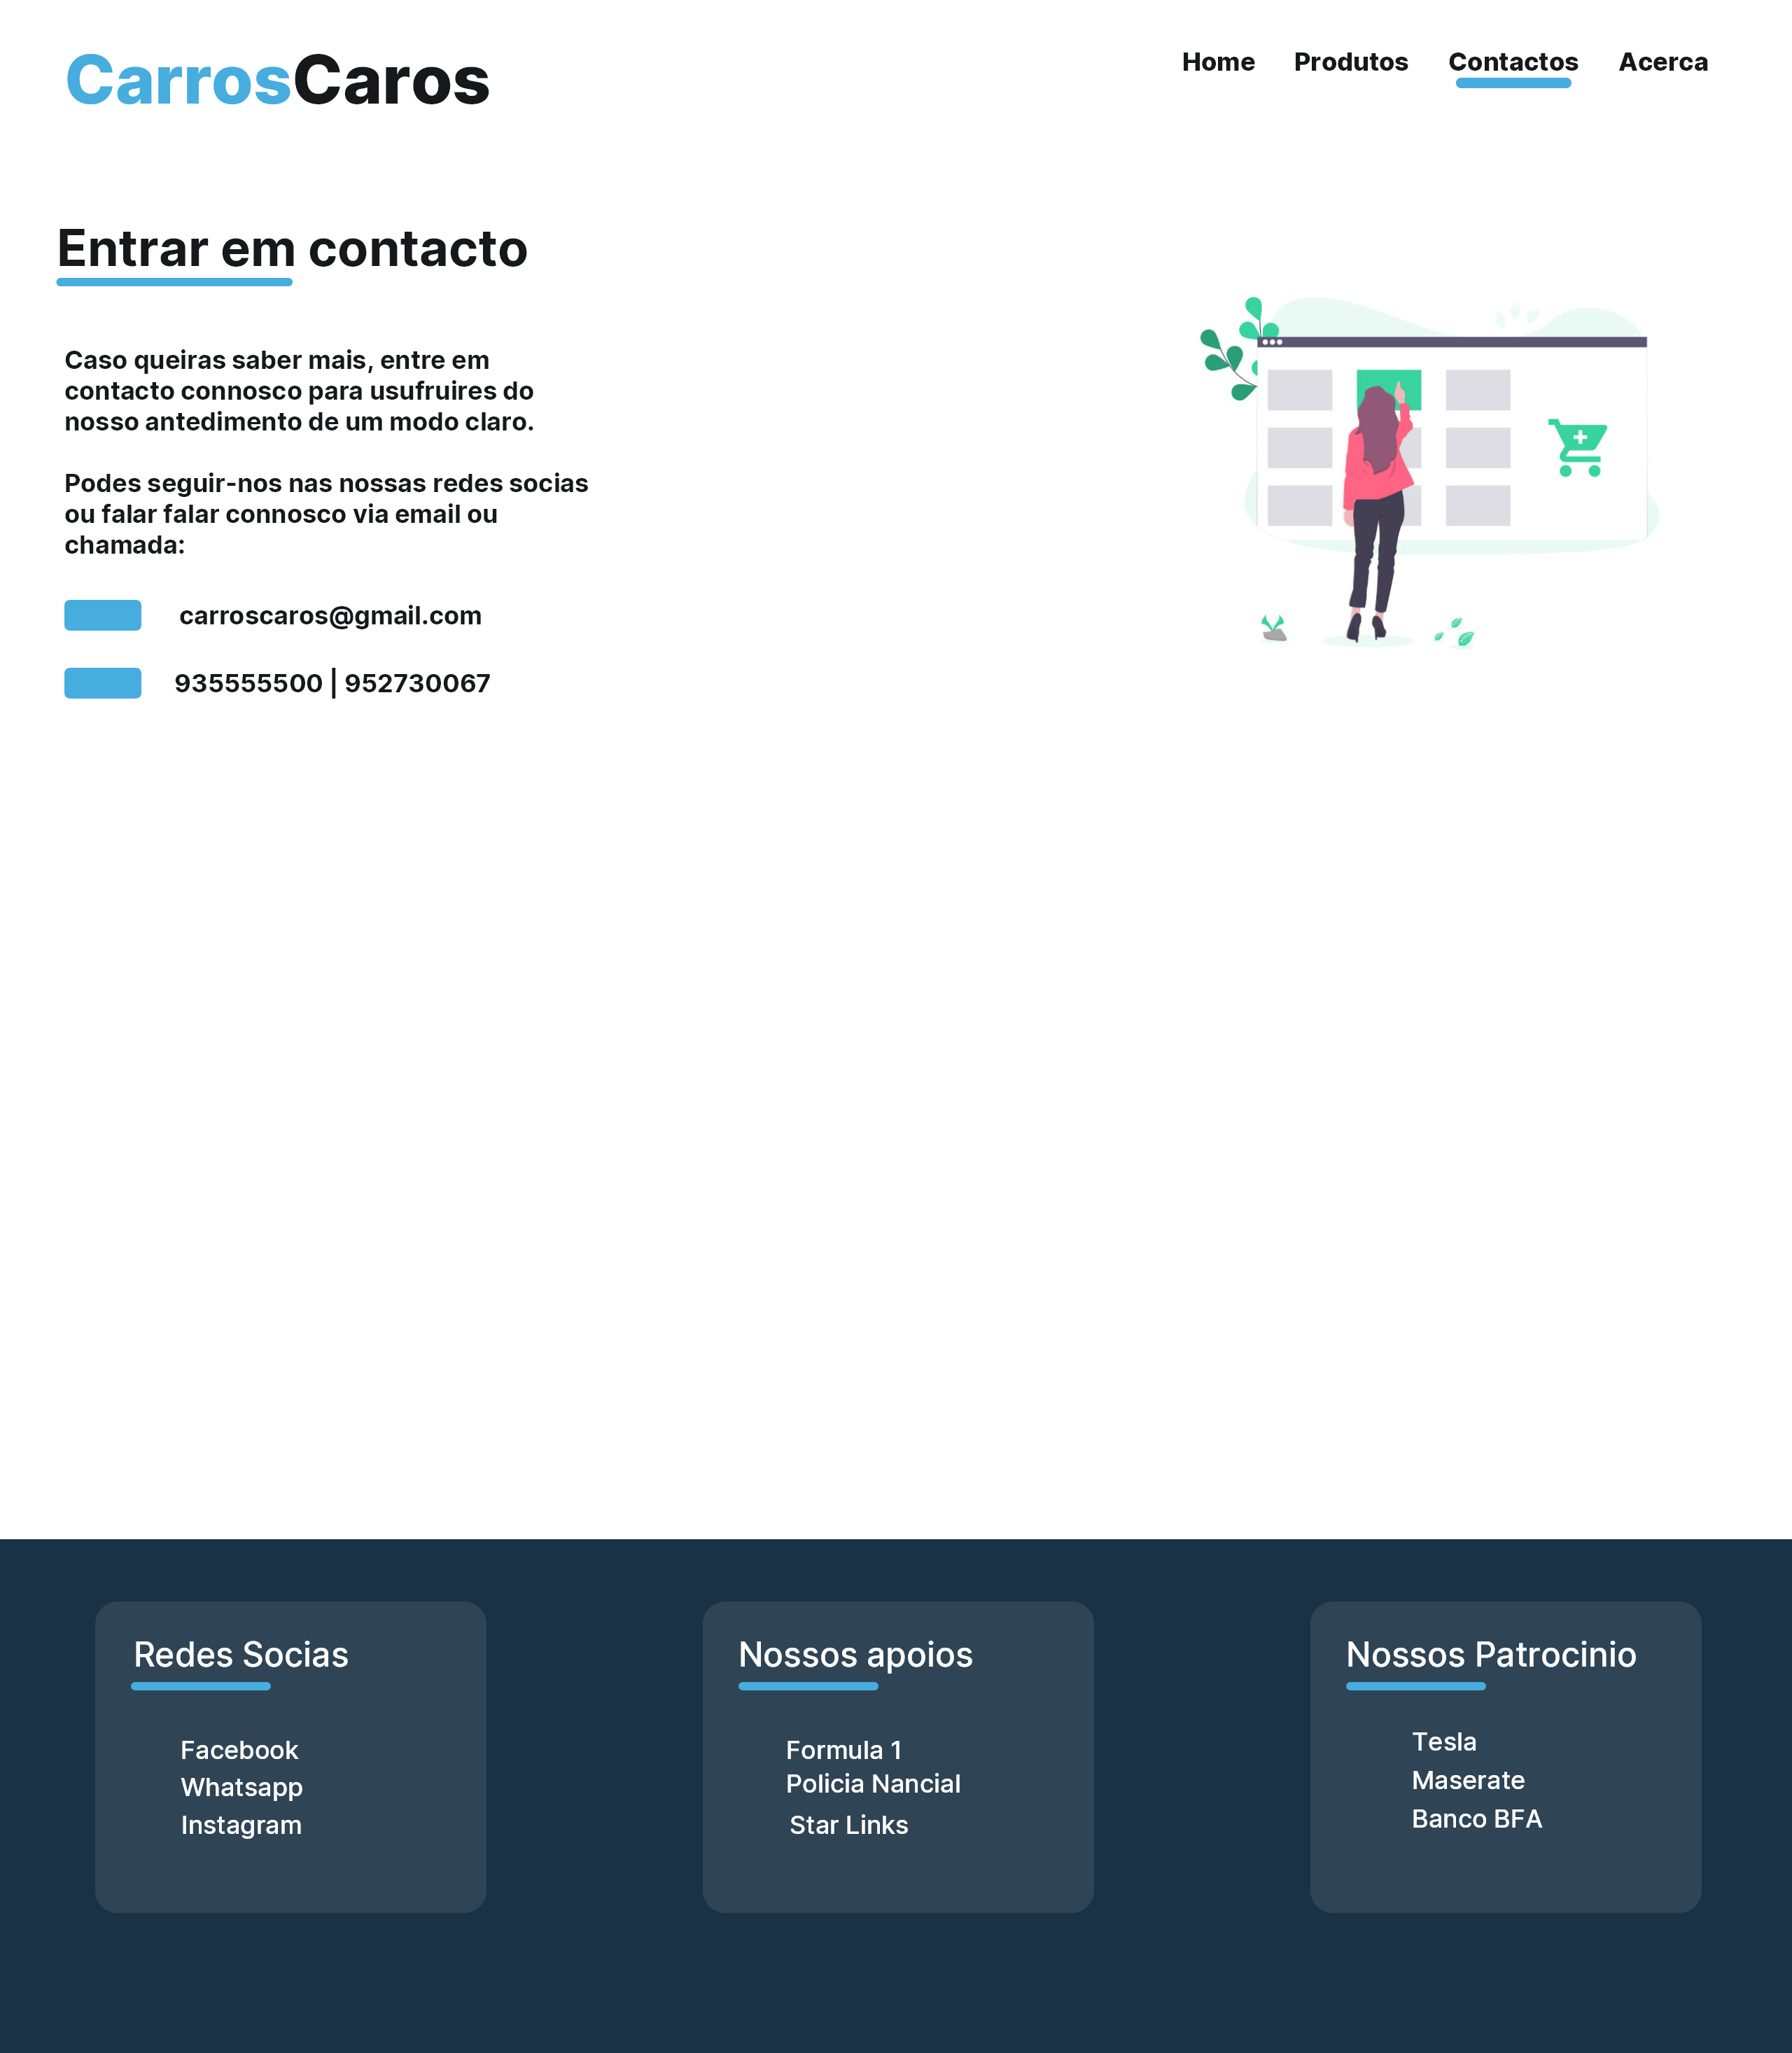 CarrosCaros
Home Produtos Contactos Acerca
Entrar em contacto
Caso queiras saber mais, entre em
contacto connosco para usufruires do
nosso antedimento de um modo claro.
Podes seguir-nos nas nossas redes socias
ou falar falar connosco via email ou
chamada:
carroscaros@gmail.com
935555500 | 952730067
Redes Socias
Facebook
Whatsapp
Instagram
Nossos apoios
Formula 1
Policia Nancial
Star Links
Nossos Patrocinio
Tesla
Maserate
Banco BFA